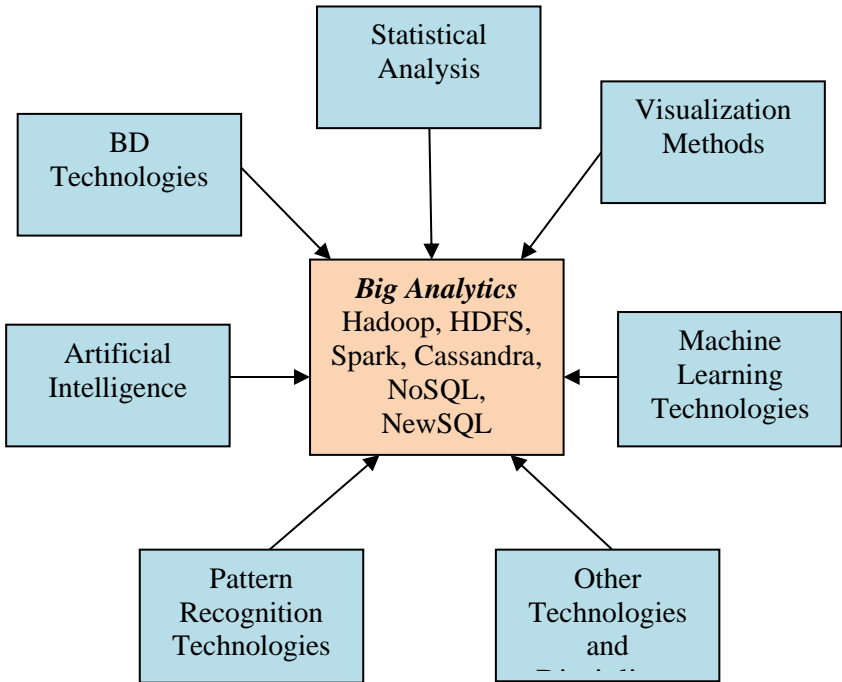 Statistical
Analysis
BD
Technologies
Visualization
Methods
Big Analytics
Hadoop, HDFS,
Spark, Cassandra,
NoSQL,
NewSQL
Artificial
Intelligence
Machine
Learning
Technologies
Pattern
Recognition
Technologies
Other
Technologies
and